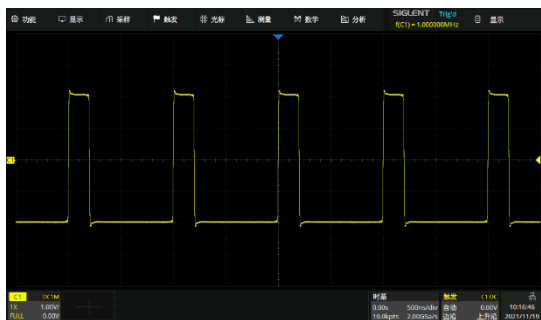 功能 显示 采样 触发 光标 测量 数学 分析 SIGLENT Trig'd 显示
f(C1) = 1.000000MHz
C1
C1 DC1M
1X 1.00V/
FULL 0.00V
时基
0.00s 500ns/div
10.0kpts 2.00GSa/s
触发 C1 DC
自动 0.00V
边沿 上升沿
10:16:46
2021/11/19